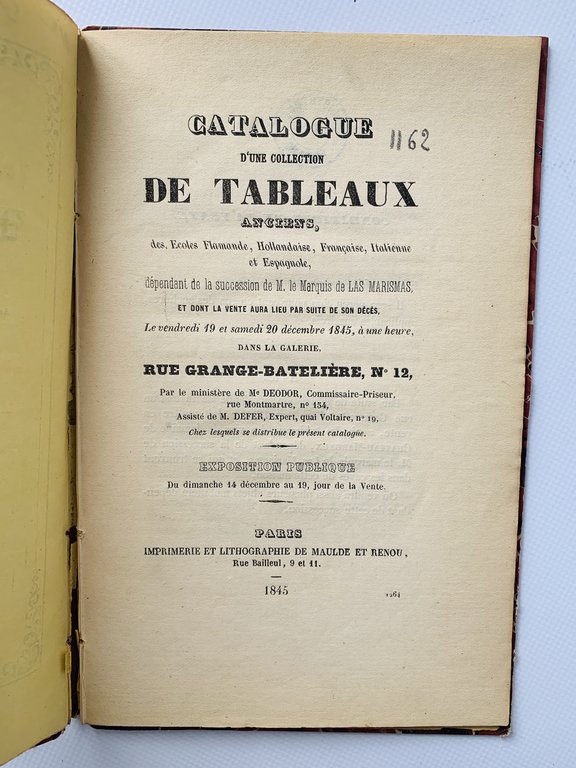 CATALOGUE
1162
D'UNE COLLECTION
DE TABLEAUX
ANCIENS,
des Ecoles Flamande, Hollandaise, Française, Italienne
et Espagnole,
dépendant de la succession de M. le Marquis de LAS MARISMAS,
ET DONT LA VENTE AURA LIEU PAR SUITE DE SON DÉCÈS,
Le vendredi 19 et samedi 20 décembre 1845, à une heure,
DANS LA GALERIE.
RUE GRANGE-BATELIÈRE, No 12,
Par le ministère de Me DEODOR, Commissaire-Priseur,
rue Montmartre, no 154,
Assisté de M. DEFER, Expert, quai Voltaire, no 19,
Chez lesquels se distribue le présent catalogue.
EXPOSITION PUBLIQUE
Du dimanche 14 décembre au 19, jour de la Vente.
PARIS
IMPRIMERIE ET LITHOGRAPHIE DE MAULDE ET RENOU,
Rue Bailleul, 9 et 11.
1845
1264